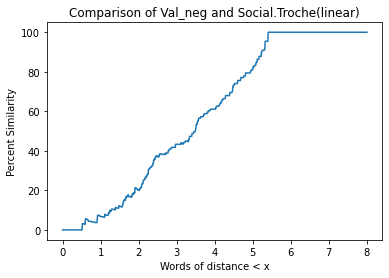 Comparison of Val_neg and Social.Troche(linear)
Percent Similarity
100
80
60
40
20
0
0 1 2 3 4 5 6 7 8
Words of distance < x